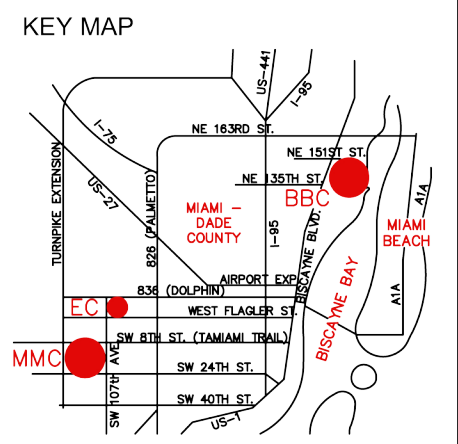 KEY MAP
US-441
I-95
I-75
NE 163RD ST.
NE 151ST ST.
NE 135TH ST.
BBC
TURNPIKE EXTENSION
US-27
826 (PALMETTO)
MIAMI -
DADE
COUNTY
I-95
BISCAYNE BLVD.
A1A
MIAMI
BEACH
BISCAYNE BAY
A1A
AIRPORT EXP.
836 (DOLPHIN)
EC
WEST FLAGLER ST.
SW 8TH ST. (TAMIAMI TRAIL)
MMC
SW 107th AVE
SW 24TH ST.
SW 40TH ST.
US-1